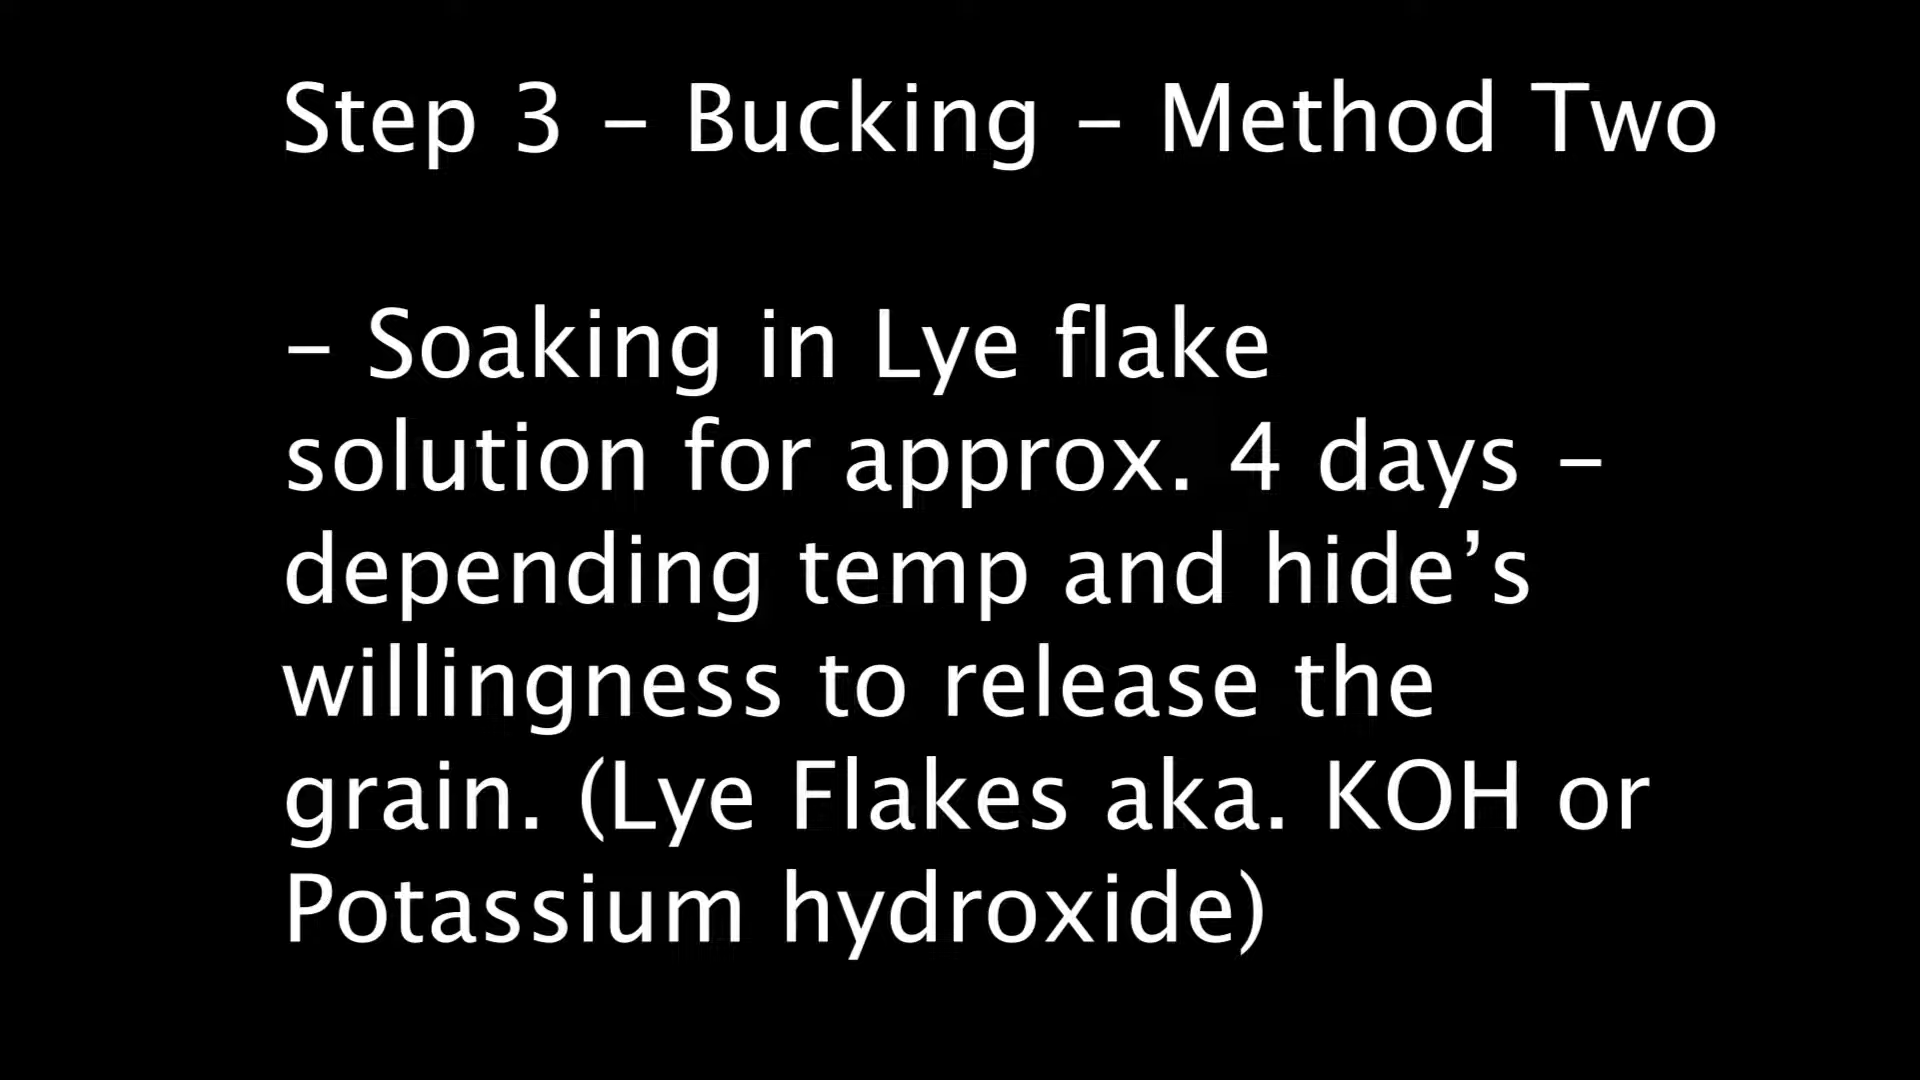 Step 3 – Bucking – Method Two
– Soaking in Lye flake
solution for approx. 4 days –
depending temp and hide’s
willingness to release the
grain. (Lye Flakes aka. KOH or
Potassium hydroxide)